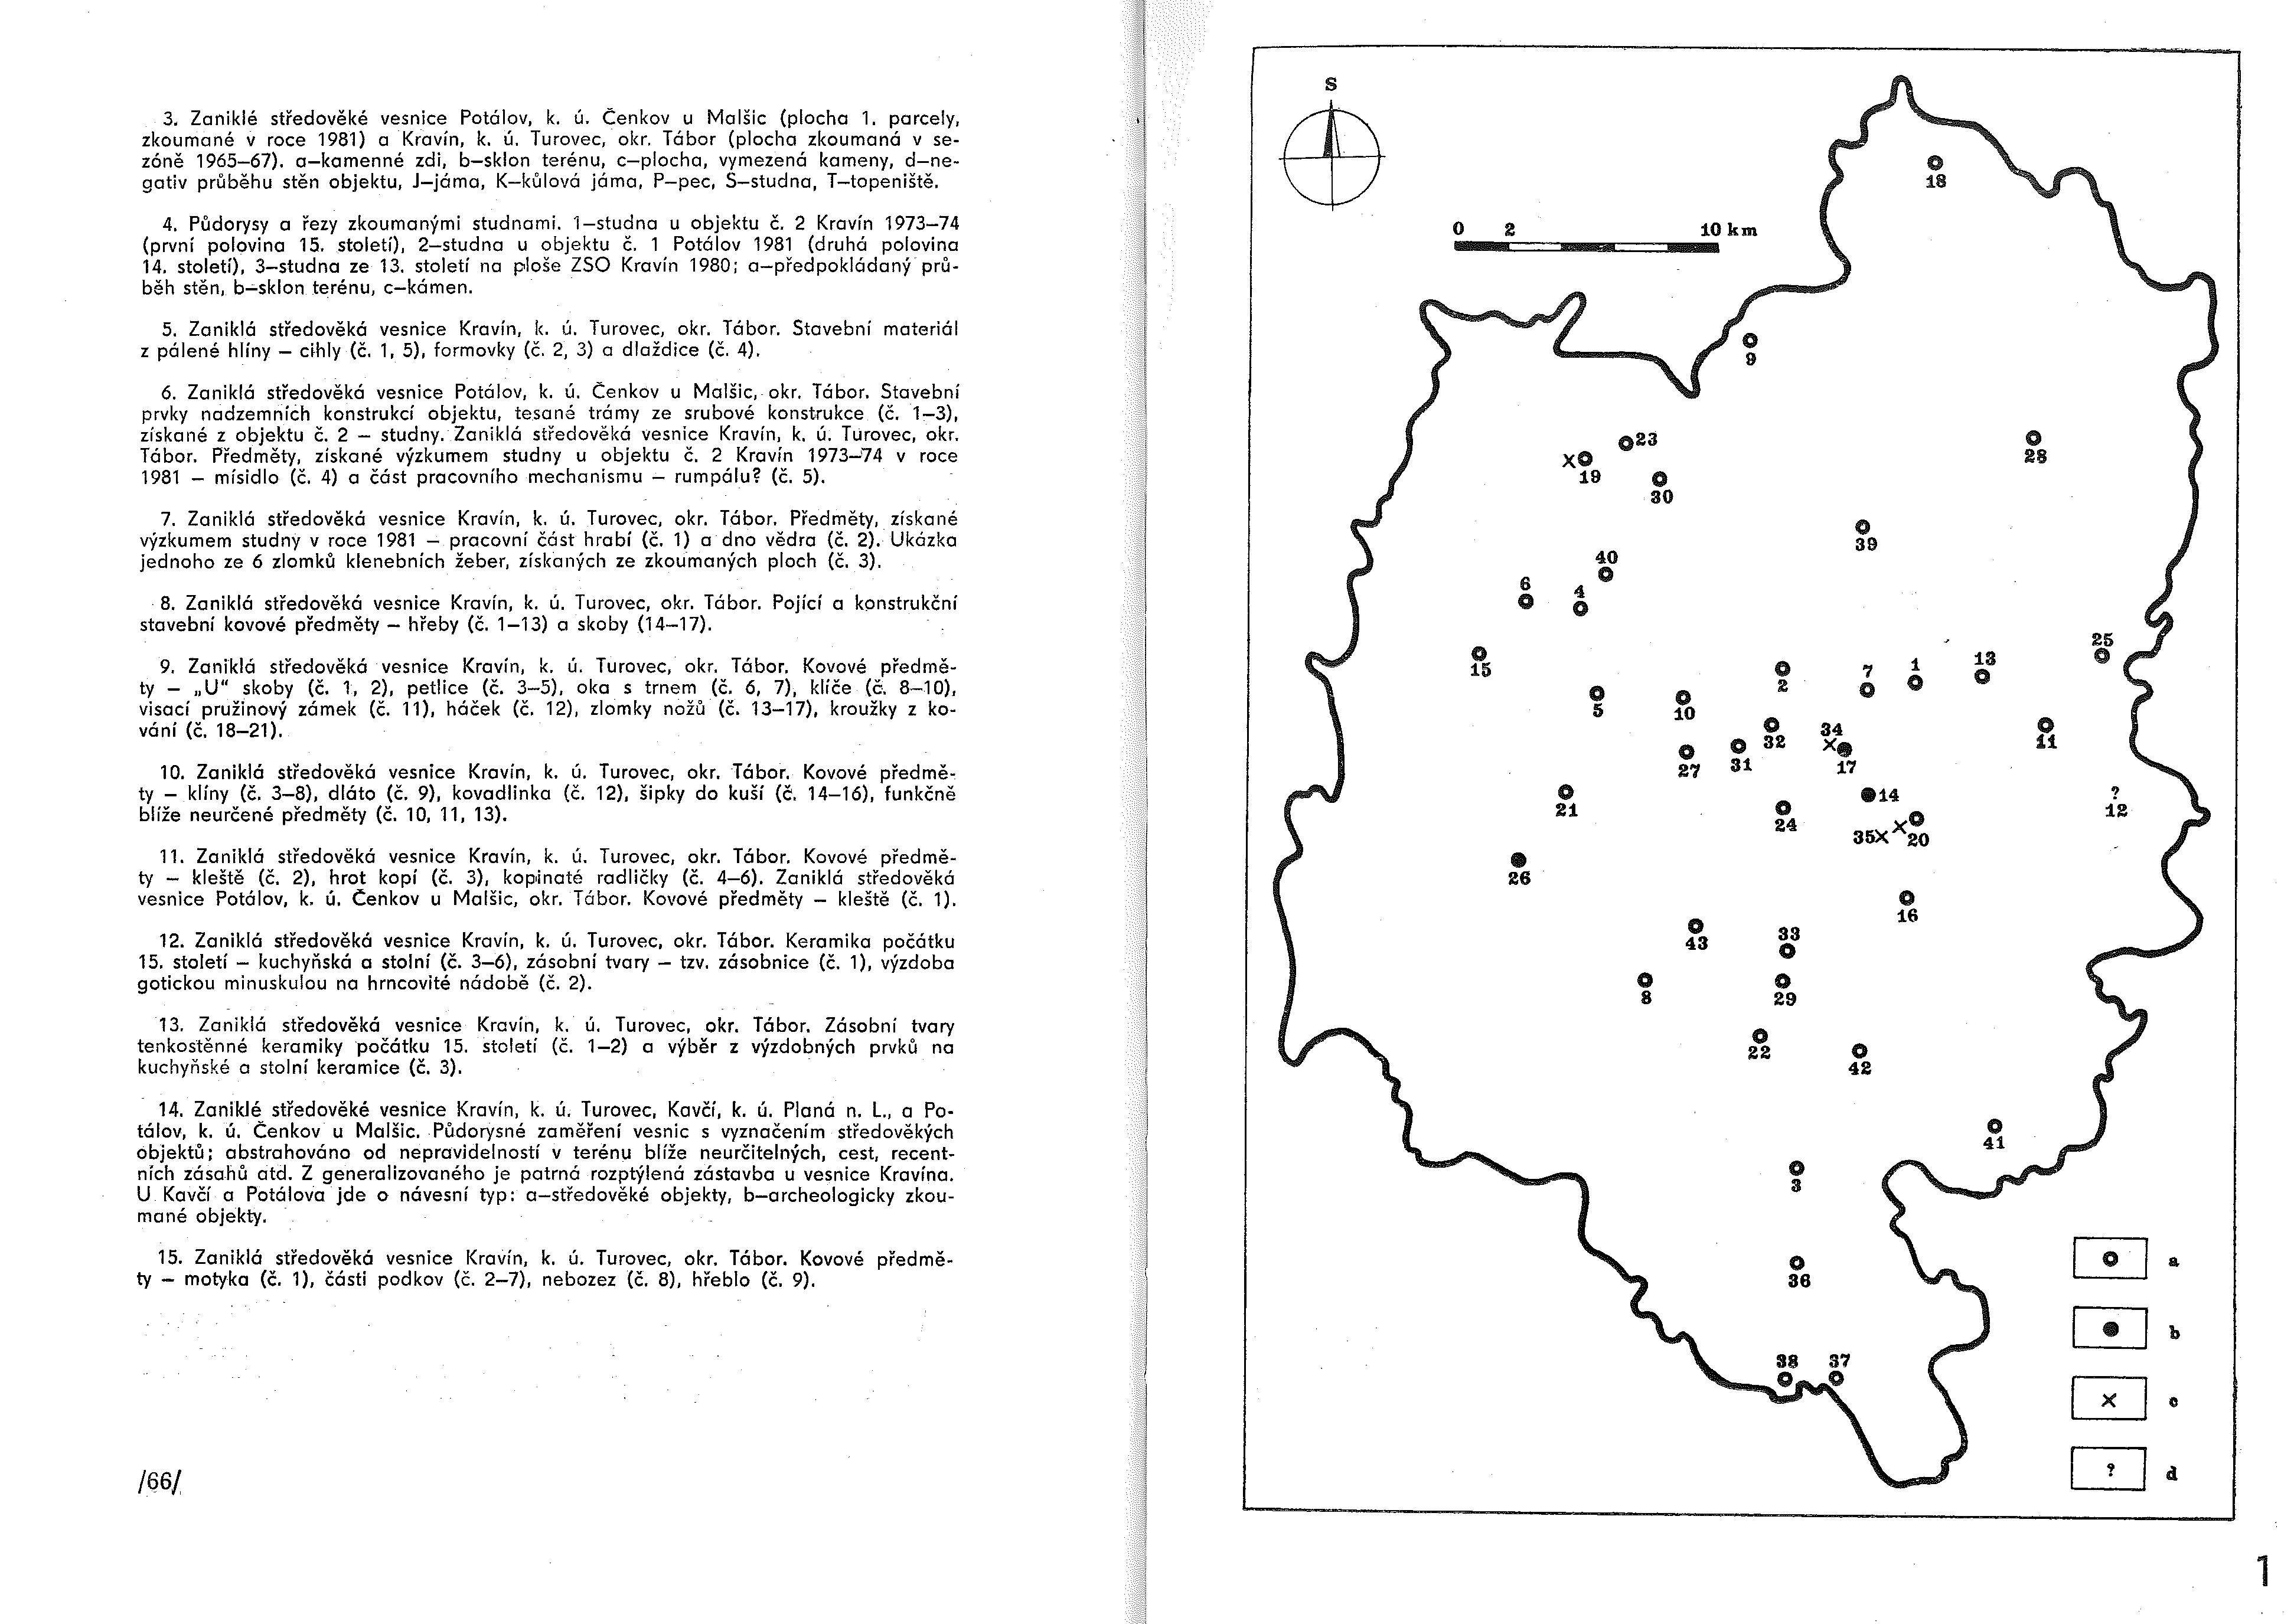 3. Zaniklé středověké vesnice Potálov, k. ú. Čenkov u Malšic (plocha 1. parcely,
zkoumané v roce 1981) a Kravín, k. ú. Turovec, okr. Tábor (plocha zkoumaná v se-
zóně 1965–67). a–kamenné zdi, b–sklon terénu, c–plocha, vymezená kameny, d–ne-
gativ průběhu stěn objektu, J–jáma, K–kůlová jáma, P–pec, S–studna, T–topeniště.
4. Půdorysy a řezy zkoumanými studnami. 1–studna u objektu č. 2 Kravín 1973–74
(první polovina 15. století), 2–studna u objektu č. 1 Potálov 1981 (druhá polovina
14. století), 3–studna ze 13. století na ploše ZSO Kravín 1980; a–předpokládaný prů-
běh stěn, b–sklon terénu, c–kámen.
5. Zaniklá středověká vesnice Kravín, k. ú. Turovec, okr. Tábor. Stavební materiál
z pálené hlíny – cihly (č. 1, 5), formovky (č. 2, 3) a dlaždice (č. 4).
6. Zaniklá středověká vesnice Potálov, k. ú. Čenkov u Malšic, okr. Tábor. Stavební
prvky nadzemních konstrukcí objektu, tesané trámy ze srubové konstrukce (č. 1–3),
získané z objektu č. 2 – studny. Zaniklá středověká vesnice Kravín, k. ú. Turovec, okr.
Tábor. Předměty, získané výzkumem studny u objektu č. 2 Kravín 1973–74 v roce
1981 – mísidlo (č. 4) a část pracovního mechanismu – rumpálu? (č. 5).
7. Zaniklá středověká vesnice Kravín, k. ú. Turovec, okr. Tábor. Předměty, získané
výzkumem studny v roce 1981 – pracovní část hrabí (č. 1) a dno vědra (č. 2). Ukázka
jednoho ze 6 zlomků klenebních žeber, získaných ze zkoumaných ploch (č. 3).
8. Zaniklá středověká vesnice Kravín, k. ú. Turovec, okr. Tábor. Pojící a konstrukční
stavební kovové předměty – hřeby (č. 1–13) a skoby (14–17).
9. Zaniklá středověká vesnice Kravín, k. ú. Turovec, okr. Tábor. Kovové předmě-
ty – „U“ skoby (č. 1, 2), petlice (č. 3–5), oka s trnem (č. 6, 7), klíče (č. 8–10),
visací pružinový zámek (č. 11), háček (č. 12), zlomky nožů (č. 13–17), kroužky z ko-
vání (č. 18–21).
10. Zaniklá středověká vesnice Kravín, k. ú. Turovec, okr. Tábor. Kovové předmě-
ty – klíny (č. 3–8), dláto (č. 9), kovadlinka (č. 12), šipky do kuší (č. 14–16), funkčně
blíže neurčené předměty (č. 10, 11, 13).
11. Zaniklá středověká vesnice Kravín, k. ú. Turovec, okr. Tábor. Kovové předmě-
ty – kleště (č. 2), hrot kopí (č. 3), kopinaté radličky (č. 4–6). Zaniklá středověká
vesnice Potálov, k. ú. Čenkov u Malšic, okr. Tábor. Kovové předměty – kleště (č. 1).
12. Zaniklá středověká vesnice Kravín, k. ú. Turovec, okr. Tábor. Keramika počátku
15. století – kuchyňská a stolní (č. 3–6), zásobní tvary – tzv. zásobnice (č. 1), výzdoba
gotickou minuskulou na hrncovité nádobě (č. 2).
13. Zaniklá středověká vesnice Kravín, k. ú. Turovec, okr. Tábor. Zásobní tvary
tenkostěnné keramiky počátku 15. století (č. 1–2) a výběr z výzdobných prvků na
kuchyňské a stolní keramice (č. 3).
14. Zaniklé středověké vesnice Kravín, k. ú. Turovec, Kavčí, k. ú. Planá n. L., a Po-
tálov, k. ú. Čenkov u Malšic. Půdorysné zaměření vesnic s vyznačením středověkých
objektů; abstrahováno od nepravidelností v terénu blíže neurčitelných, cest, recent-
ních zásahů atd. Z generalizovaného je patrná rozptýlená zástavba u vesnice Kravína.
U Kavčí a Potálova jde o návesní typ: a–středověké objekty, b–archeologicky zkou-
mané objekty.
15. Zaniklá středověká vesnice Kravín, k. ú. Turovec, okr. Tábor. Kovové předmě-
ty – motyka (č. 1), části podkov (č. 2–7), nebozez (č. 8), hřeblo (č. 9).
/66/
S
0 2 10 km
18
9
23
28
x 19
30
39
40
6
4
25
15
13
1
7
2
5
10
34
32
11
x
31
17
27
14
?
21
12
24
x
35x 20
26
16
33
43
8
29
22
42
41
3
a
36
b
38 37
x c
? d
1